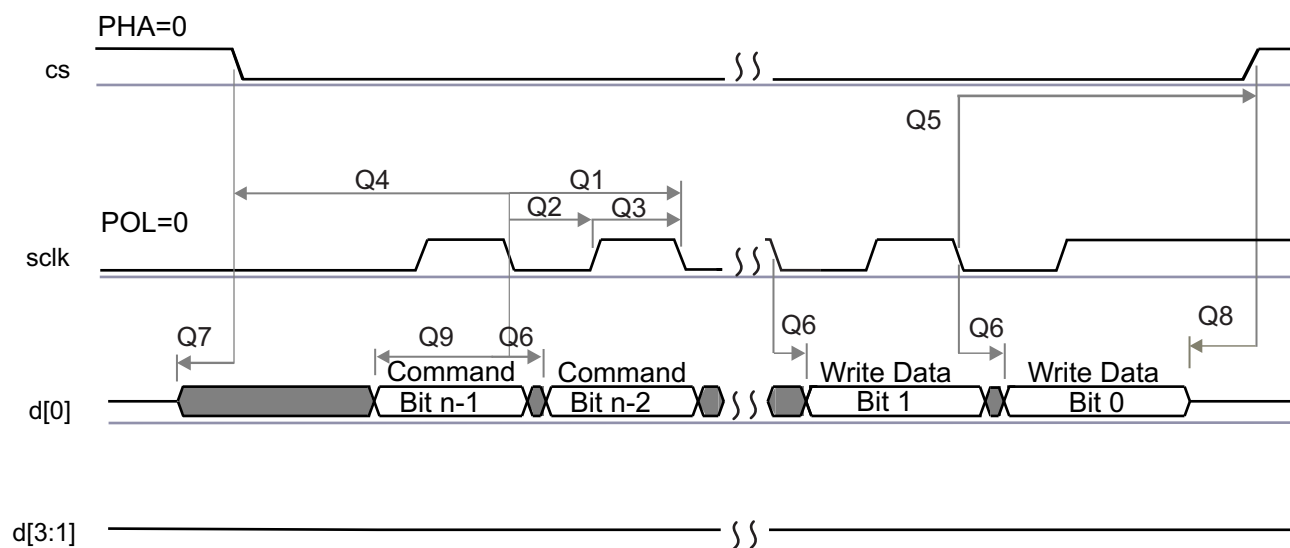 PHA=0
cs
Q5
Q4 Q1
Q2 Q3
POL=0
sclk
Q7 Q9 Q6 Q6 Q6 Q8
Command Command Write Data Write Data
d[0] Bit n-1 Bit n-2 Bit 1 Bit 0
d[3:1]